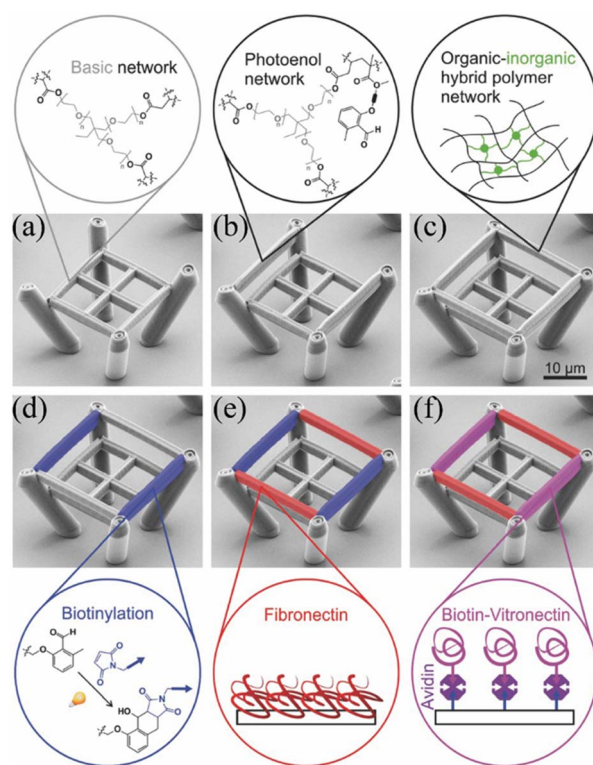 Basic network
Photoenol
network
Organic-inorganic
hybrid polymer
network
(a)
(b)
(c)
10 µm
(d)
(e)
(f)
Biotinylation
Fibronectin
Biotin-Vitronectin
Avidin
O
O
n
O
n
O
O
n
O
O
O
O
O
n
O
O
O
n
O
O
n
O
O
O
H
O
O
H
O
O
N
O
HO
O
N
O
O